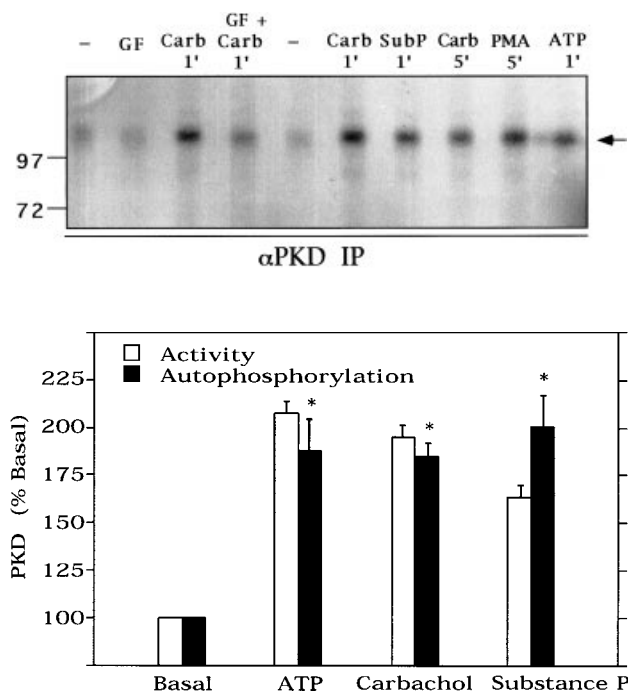 – GF Carb 1' GF + Carb 1' – Carb 1' SubP 1' Carb 5' PMA 5' ATP 1'
97
72
αPKD IP
Activity
Autophosphorylation
PKD (% Basal)
225
200
175
150
125
100
* * *
Basal ATP Carbachol Substance P